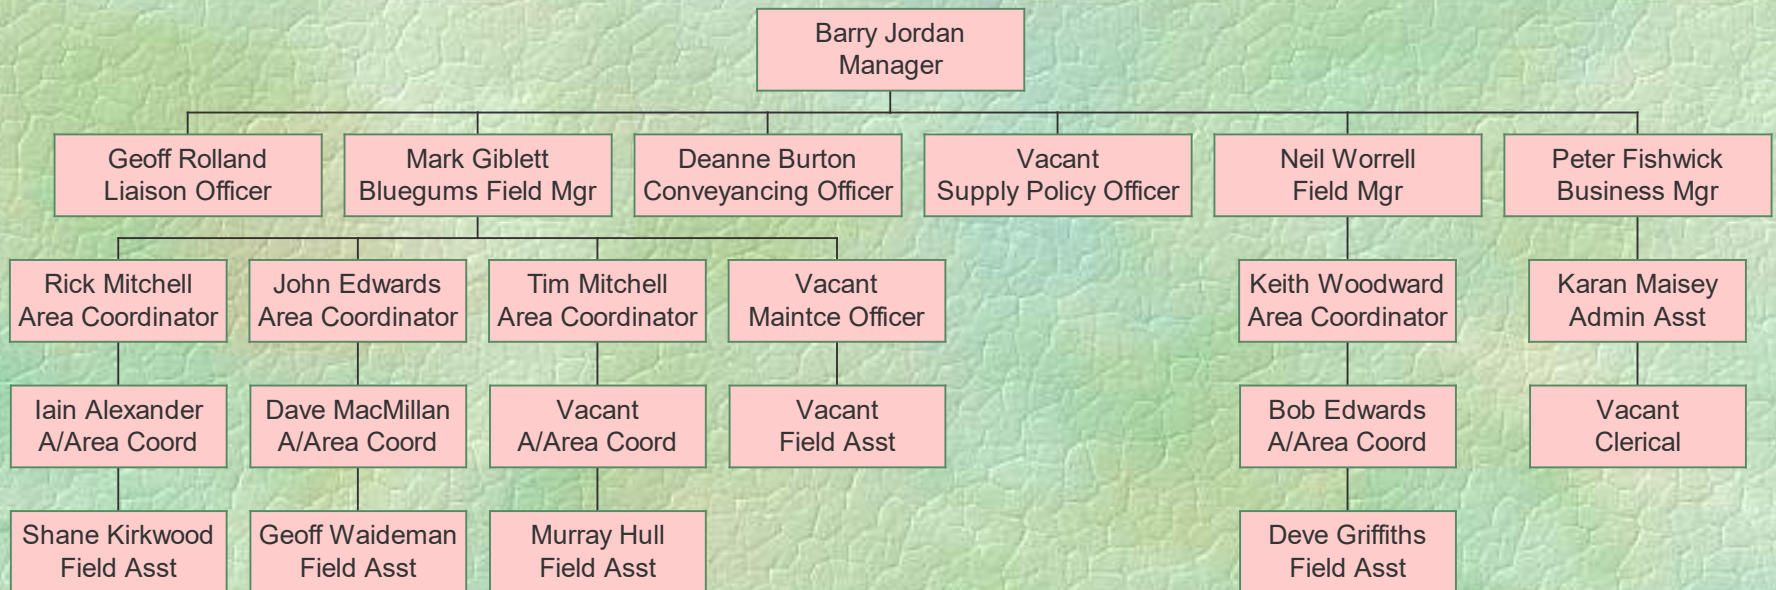 Barry Jordan
Manager
Geoff Rolland
Liaison Officer
Mark Giblett
Bluegums Field Mgr
Deanne Burton
Conveyancing Officer
Vacant
Supply Policy Officer
Neil Worrell
Field Mgr
Peter Fishwick
Business Mgr
Rick Mitchell
Area Coordinator
John Edwards
Area Coordinator
Tim Mitchell
Area Coordinator
Vacant
Maintce Officer
Keith Woodward
Area Coordinator
Karan Maisey
Admin Asst
Iain Alexander
A/Area Coord
Dave MacMillan
A/Area Coord
Vacant
A/Area Coord
Vacant
Field Asst
Bob Edwards
A/Area Coord
Vacant
Clerical
Shane Kirkwood
Field Asst
Geoff Waideman
Field Asst
Murray Hull
Field Asst
Deve Griffiths
Field Asst